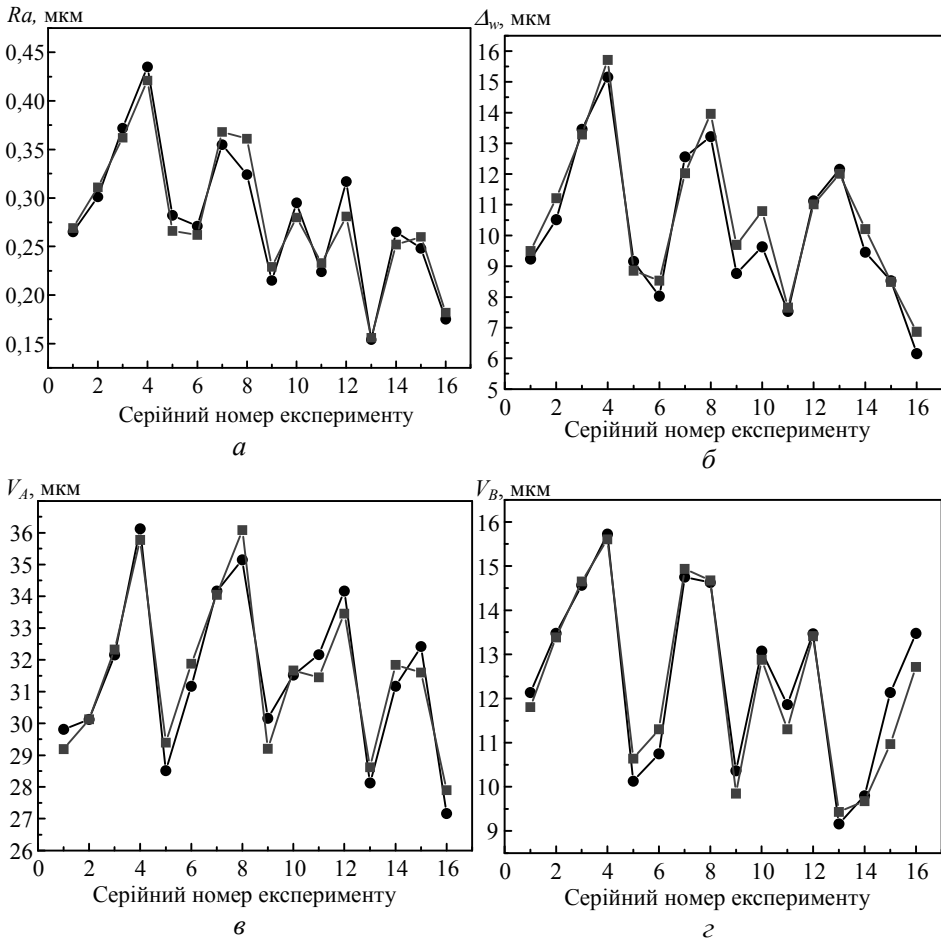 Ra, мкм
0,45
0,40
0,35
0,30
0,25
0,20
0,15
0 2 4 6 8 10 12 14 16
Серійний номер експерименту
а
Δw, мкм
16
15
14
13
12
11
10
9
8
7
6
5
0 2 4 6 8 10 12 14 16
Серійний номер експерименту
б
VA, мкм
36
35
34
33
32
31
30
29
28
27
26
0 2 4 6 8 10 12 14 16
Серійний номер експерименту
в
VB, мкм
16
15
14
13
12
11
10
9
0 2 4 6 8 10 12 14 16
Серійний номер експерименту
г